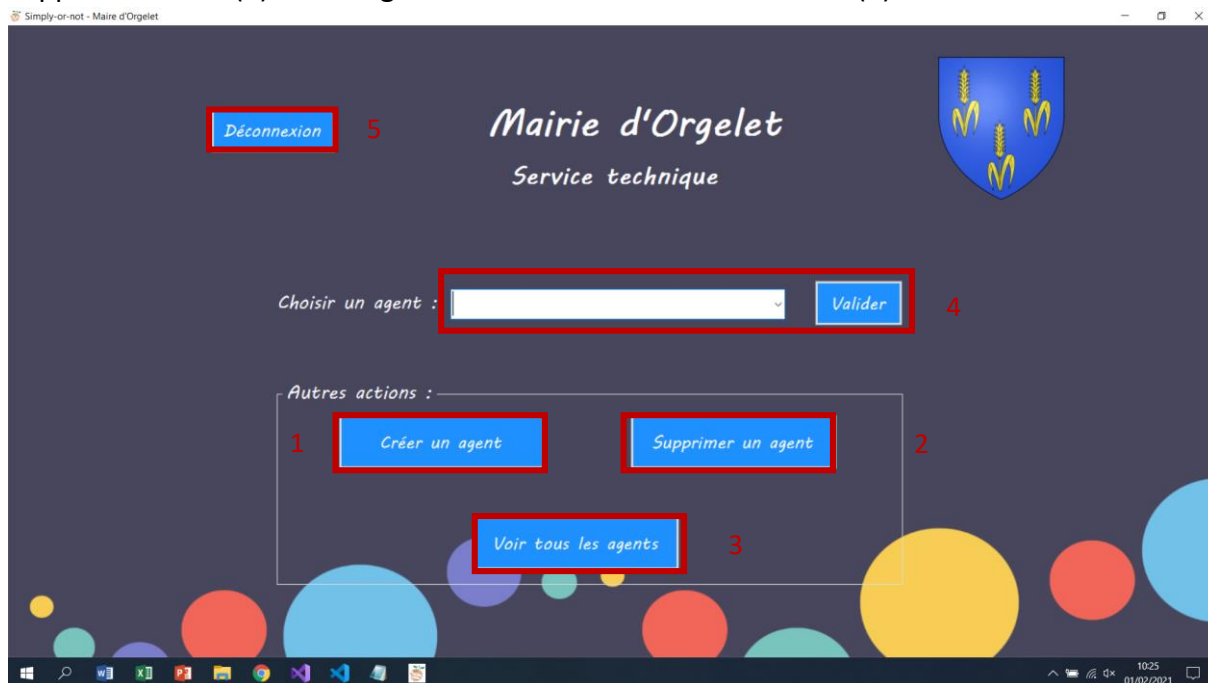 Simply-or-not - Maire d'Orgelet
Déconnexion
5
Mairie d'Orgelet
Service technique
Choisir un agent :
Valider
4
Autres actions :
1
Créer un agent
Supprimer un agent
2
Voir tous les agents
3
10:25
01/02/2021